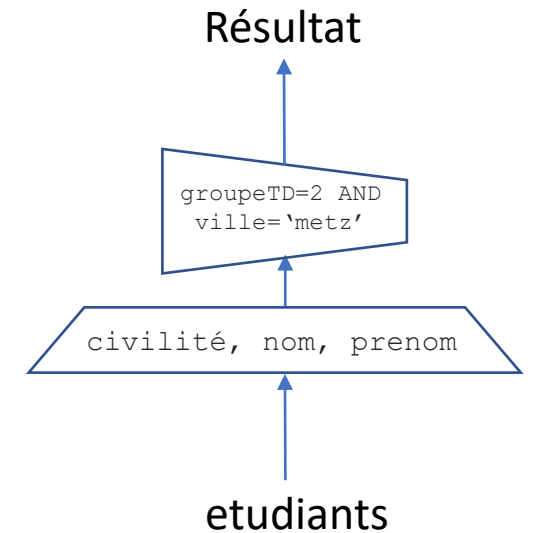 Résultat
groupeTD=2 AND
ville=‘metz’
civilité, nom, prenom
etudiants